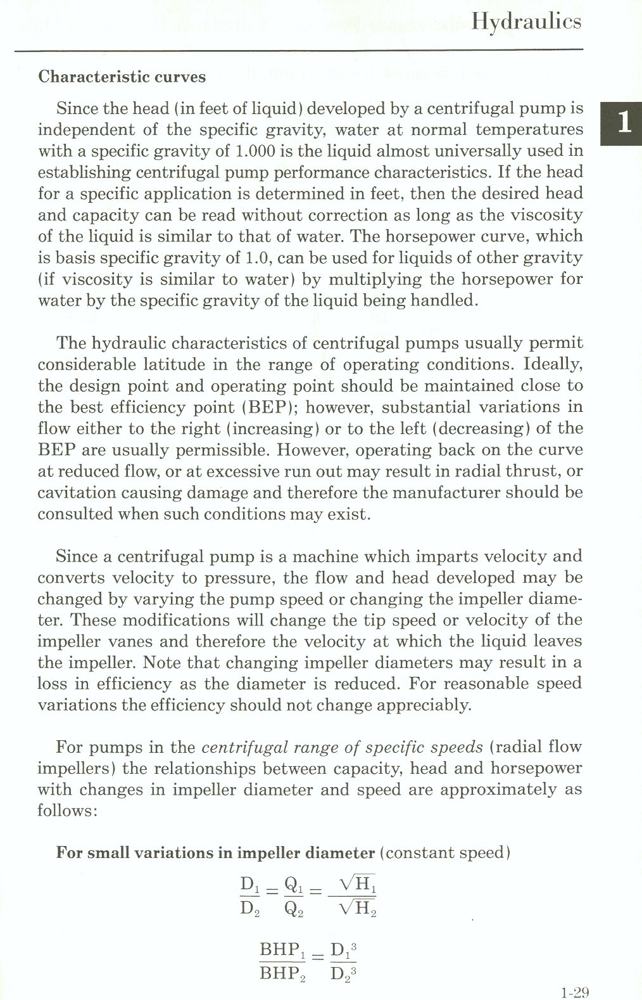 Hydraulics
Characteristic curves
Since the head (in feet of liquid) developed by a centrifugal pump is
1
independent of the specific gravity, water at normal temperatures
with a specific gravity of 1.000 is the liquid almost universally used in
establishing centrifugal pump performance characteristics. If the head
for a specific application is determined in feet, then the desired head
and capacity can be read without correction as long as the viscosity
of the liquid is similar to that of water. The horsepower curve, which
is basis specific gravity of 1.0, can be used for liquids of other gravity
(if viscosity is similar to water) by multiplying the horsepower for
water by the specific gravity of the liquid being handled.
The hydraulic characteristics of centrifugal pumps usually permit
considerable latitude in the range of operating conditions. Ideally,
the design point and operating point should be maintained close to
the best efficiency point (BEP); however, substantial variations in
flow either to the right (increasing) or to the left (decreasing) of the
BEP are usually permissible. However, operating back on the curve
at reduced flow, or at excessive run out may result in radial thrust, or
cavitation causing damage and therefore the manufacturer should be
consulted when such conditions may exist.
Since a centrifugal pump is a machine which imparts velocity and
converts velocity to pressure, the flow and head developed may be
changed by varying the pump speed or changing the impeller diame-
ter. These modifications will change the tip speed or velocity of the
impeller vanes and therefore the velocity at which the liquid leaves
the impeller. Note that changing impeller diameters may result in a
loss in efficiency as the diameter is reduced. For reasonable speed
variations the efficiency should not change appreciably.
For pumps in the centrifugal range of specific speeds (radial flow
impellers) the relationships between capacity, head and horsepower
with changes in impeller diameter and speed are approximately as
follows:
For small variations in impeller diameter (constant speed)
D₁ = Q₁ = √H₁
D₂ Q₂ √H₂
BHP₁ = D₁³
BHP₂ D₂³
1-29